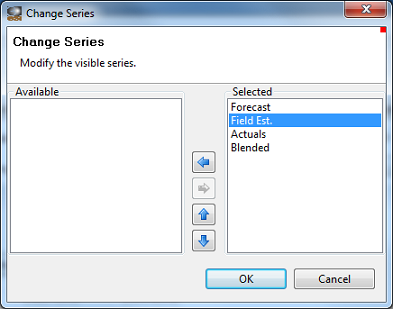 Change Series
Change Series
Modify the visible series.
Available
Selected
Forecast
Field Est.
Actuals
Blended
OK
Cancel